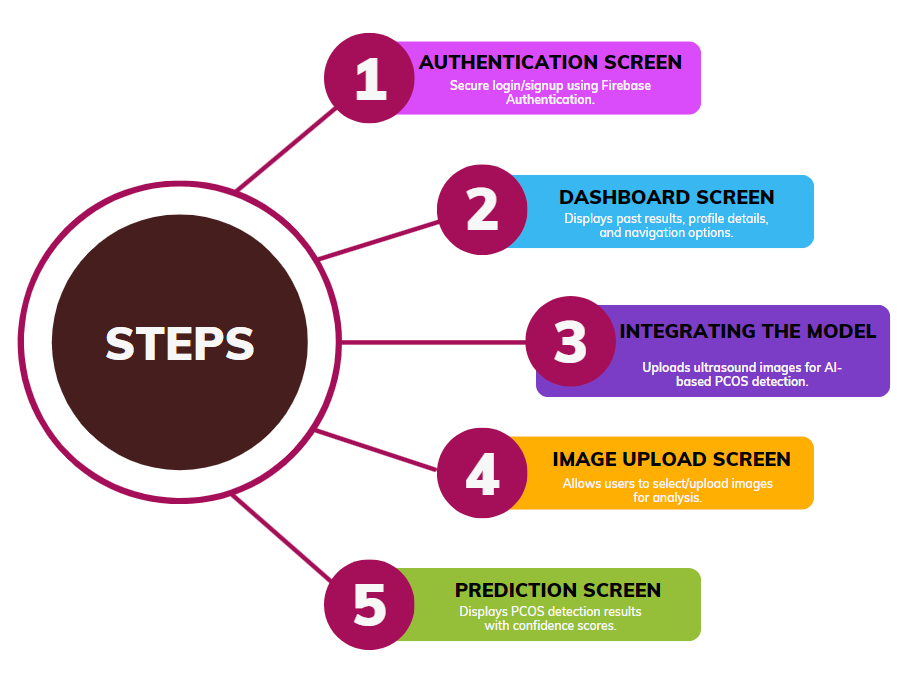 STEPS
1
AUTHENTICATION SCREEN
Secure login/signup using Firebase
Authentication.
2
DASHBOARD SCREEN
Displays past results, profile details,
and navigation options.
3
INTEGRATING THE MODEL
Uploads ultrasound images for AI-
based PCOS detection.
4
IMAGE UPLOAD SCREEN
Allows users to select/upload images
for analysis.
5
PREDICTION SCREEN
Displays PCOS detection results
with confidence scores.